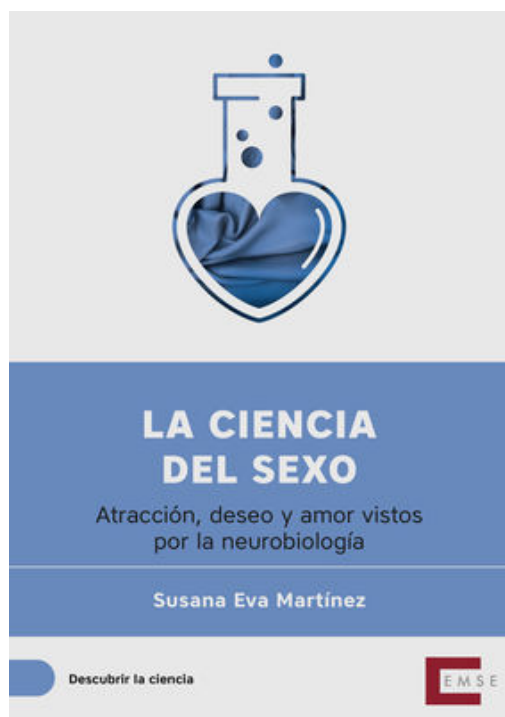 LA CIENCIA
DEL SEXO
Atracción, deseo y amor vistos
por la neurobiología
Susana Eva Martínez
Descubrir la ciencia
EMSE